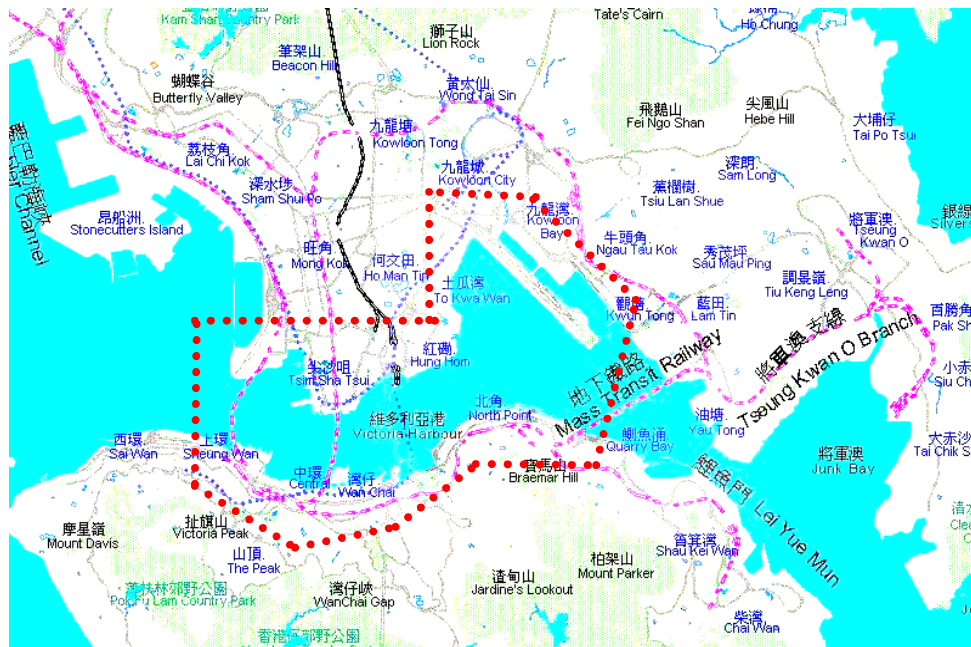 Kam Shan Country Park
獅子山
Lion Rock
Tate's Cairn
Ho Chung
筆架山
Beacon Hill
蝴蝶谷
Butterfly Valley
黃大仙
Wong Tai Sin
飛鵝山
Fei Ngo Shan
尖風山
Hebe Hill
大埔仔
Tai Po Tsui
九龍塘
Kowloon Tong
荔枝角
Lai Chi Kok
九龍城
Kowloon City
深朗
Sam Long
深水埗
Sham Shui Po
蕉欄樹
Tsiu Lan Shue
昂船洲
Stonecutters Island
九龍灣
Kowloon
Bay
將軍澳
Tseung
Kwan O
銀線
Silver S
旺角
Mong Kok
何文田
Ho Man Tin
牛頭角
Ngau Tau Kok
秀茂坪
Sau Mau Ping
土瓜灣
To Kwa Wan
調景嶺
Tiu Keng Leng
觀塘
Kwun Tong
藍田
Lam Tin
百勝角
Pak Sh
尖沙咀
Tsim Sha Tsui
紅磡
Hung Hom
地下鐵路
Mass Transit Railway
將軍澳支線
Tseung Kwan O Branch
小赤
Siu Ch
維多利亞港
Victoria Harbour
北角
North Point
油塘
Yau Tong
西環
Sai Wan
上環
Sheung Wan
鰂魚涌
Quarry Bay
將軍澳
Junk Bay
大赤沙
Tai Chik S
中環
Central
灣仔
Wan Chai
寶馬山
Braemar Hill
鯉魚門 Lei Yue Mun
摩星嶺
Mount Davis
扯旗山
Victoria Peak
山頂
The Peak
筲箕灣
Shau Kei Wan
柏架山
Mount Parker
渣甸山
Jardine's Lookout
灣仔峽
WanChai Gap
薄扶林郊野公園
Pok Fu Lam Country Park
柴灣
Chai Wan